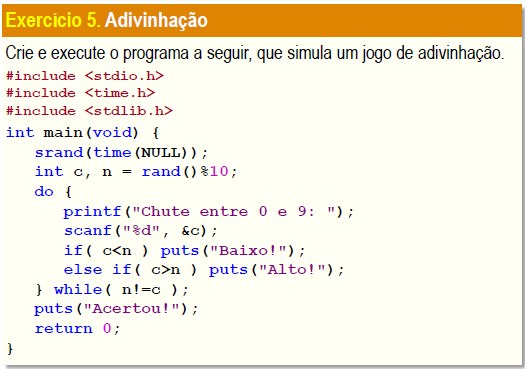 Exercício 5. Adivinhação
Crie e execute o programa a seguir, que simula um jogo de adivinhação.
#include <stdio.h>
#include <time.h>
#include <stdlib.h>
int main(void) {
   srand(time(NULL));
   int c, n = rand()%10;
   do {
      printf("Chute entre 0 e 9: ");
      scanf("%d", &c);
      if( c<n ) puts("Baixo!");
      else if( c>n ) puts("Alto!");
   } while( n!=c );
   puts("Acertou!");
   return 0;
}